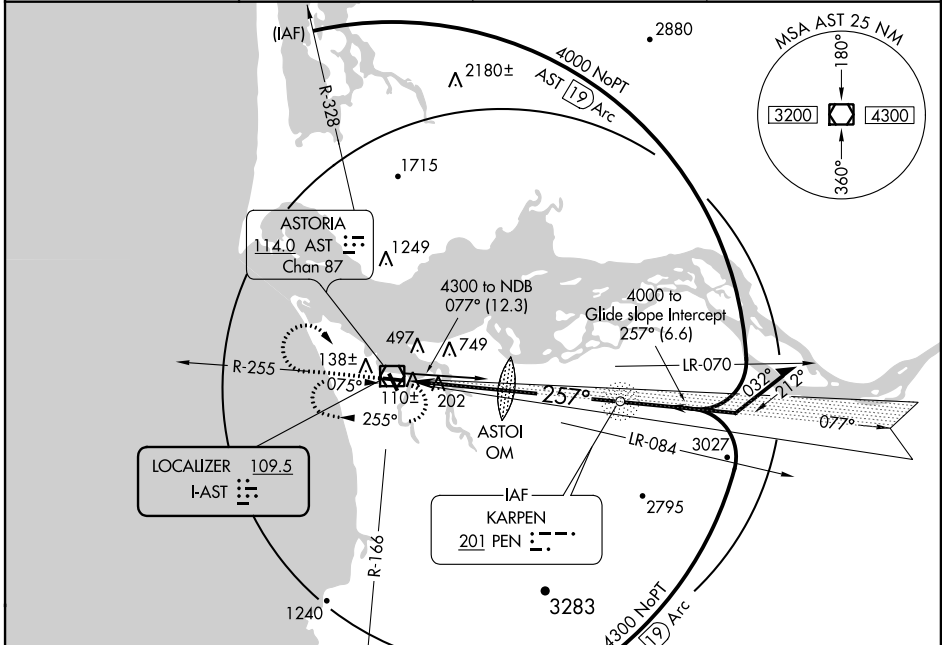 (IAF)
R-328
2880
4000 NoPT
AST 19 Arc
2180±
MSA AST 25 NM
180°
3200
4300
360°
1715
ASTORIA
114.0 AST
Chan 87
1249
4300 to NDB
077° (12.3)
4000 to
Glide slope Intercept
257° (6.6)
497
749
138±
R-255
075°
LR-070
032°
212°
110±
202
257°
255°
077°
ASTOI
OM
LR-084
3027
LOCALIZER 109.5
I-AST
IAF
KARPEN
201 PEN
2795
R-166
3283
1240
4300 NoPT
19 Arc